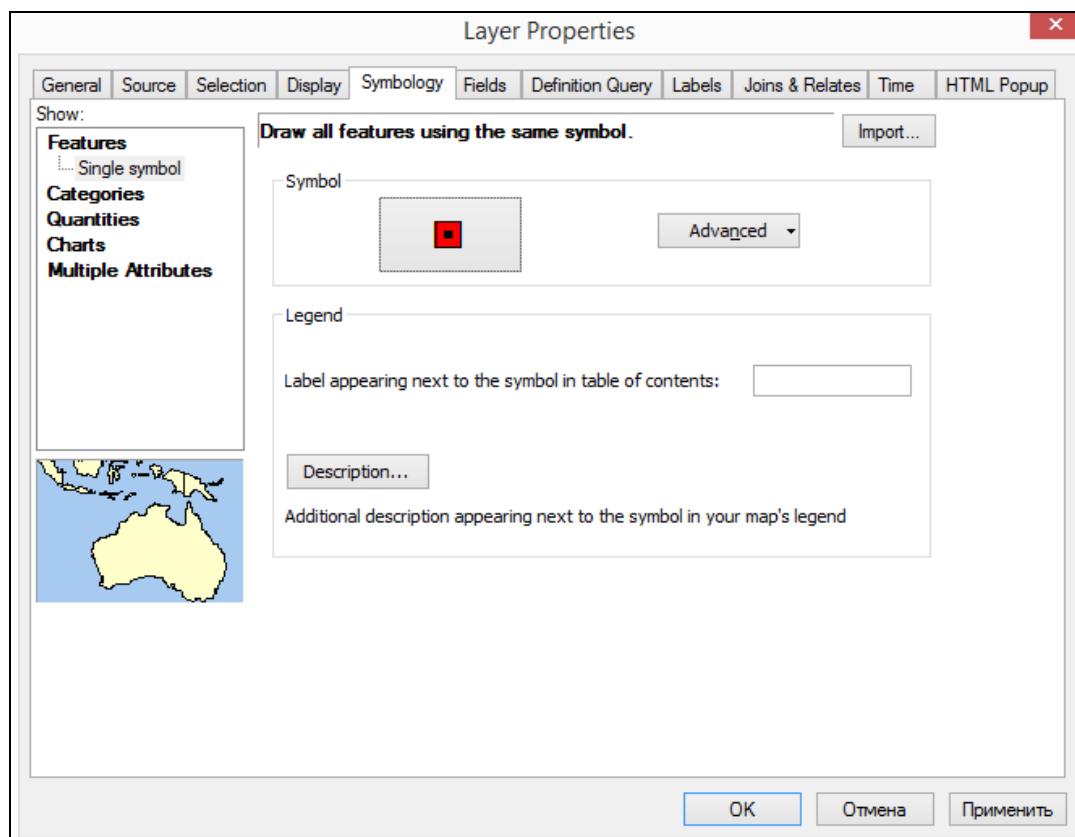 Layer Properties
General Source Selection Display Symbology Fields Definition Query Labels Joins & Relates Time HTML Popup
Show:
Features
Single symbol
Categories
Quantities
Charts
Multiple Attributes
Draw all features using the same symbol.
Import...
Symbol
Advanced
Legend
Label appearing next to the symbol in table of contents:
Description...
Additional description appearing next to the symbol in your map's legend
OK Отмена Применить